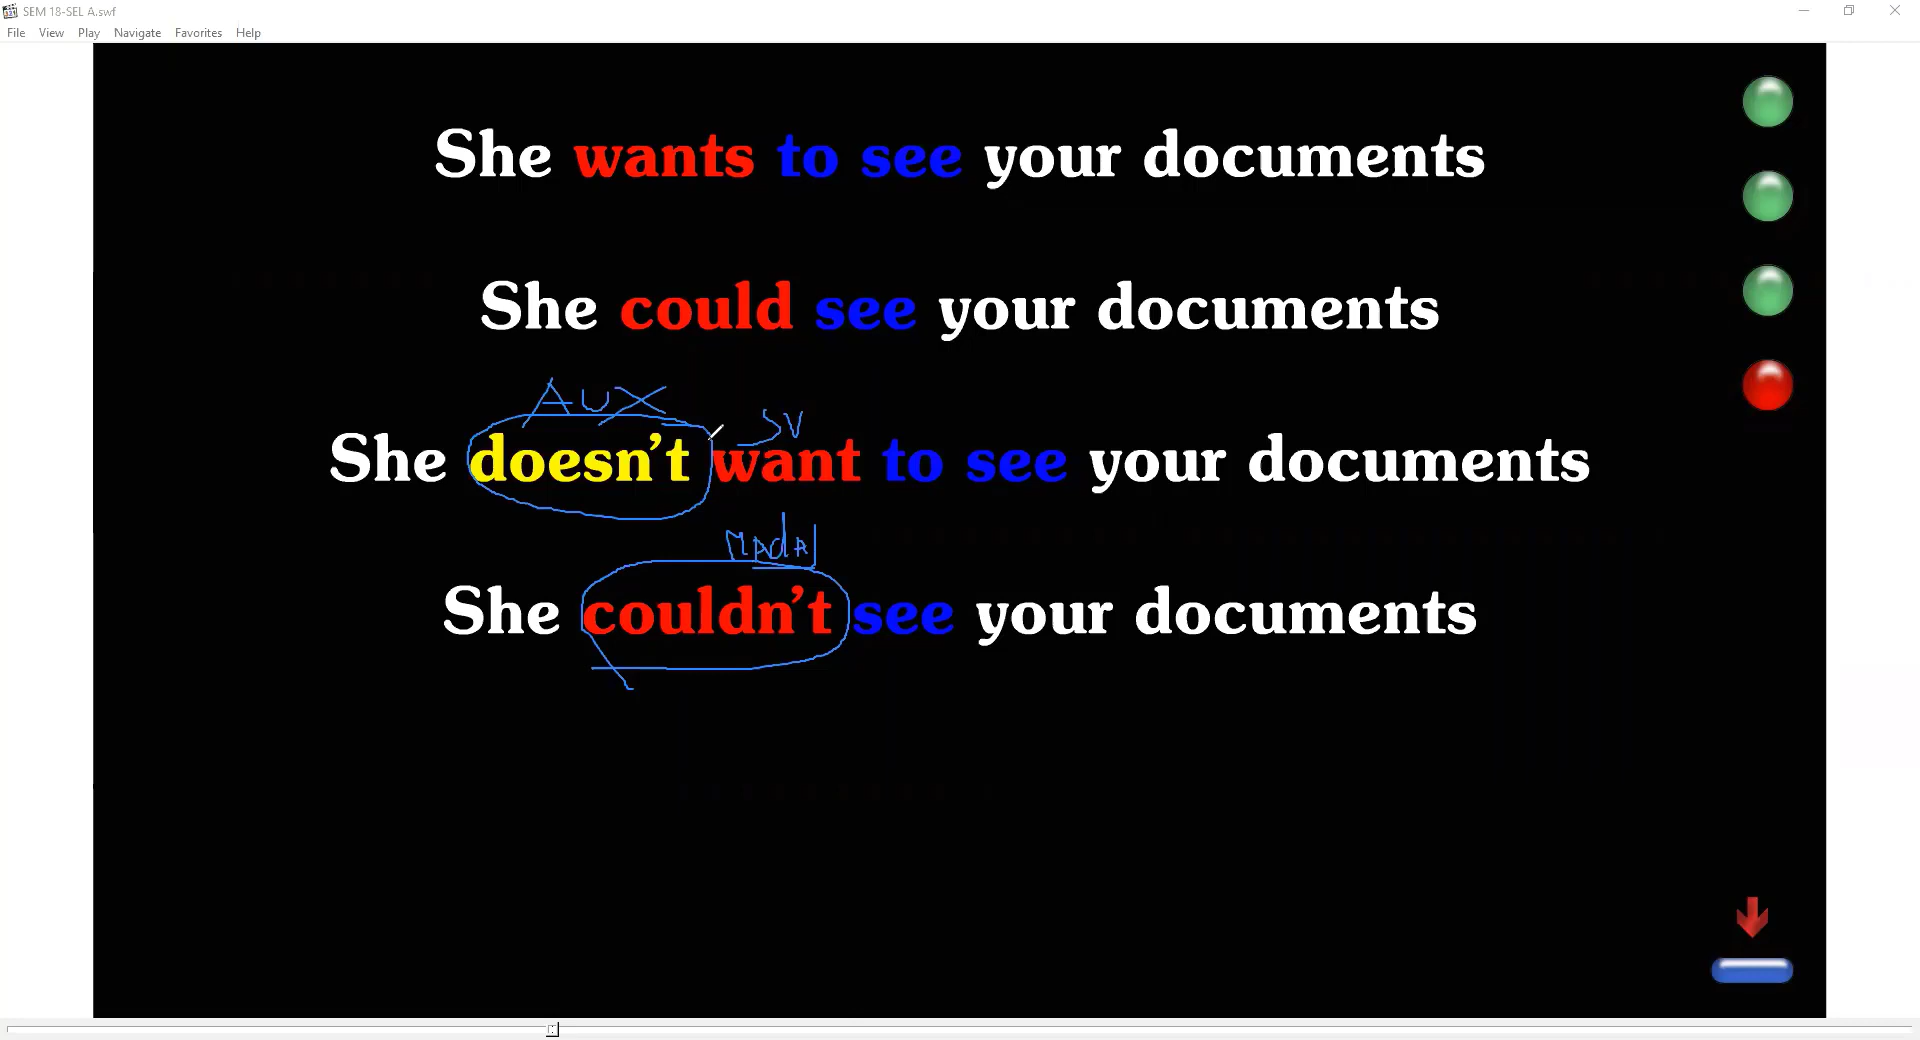 SEM 18-SEL A.swf
File View Play Navigate Favorites Help
She wants to see your documents
She could see your documents
AUX SV
She doesn't want to see your documents
Modal
She couldn't see your documents